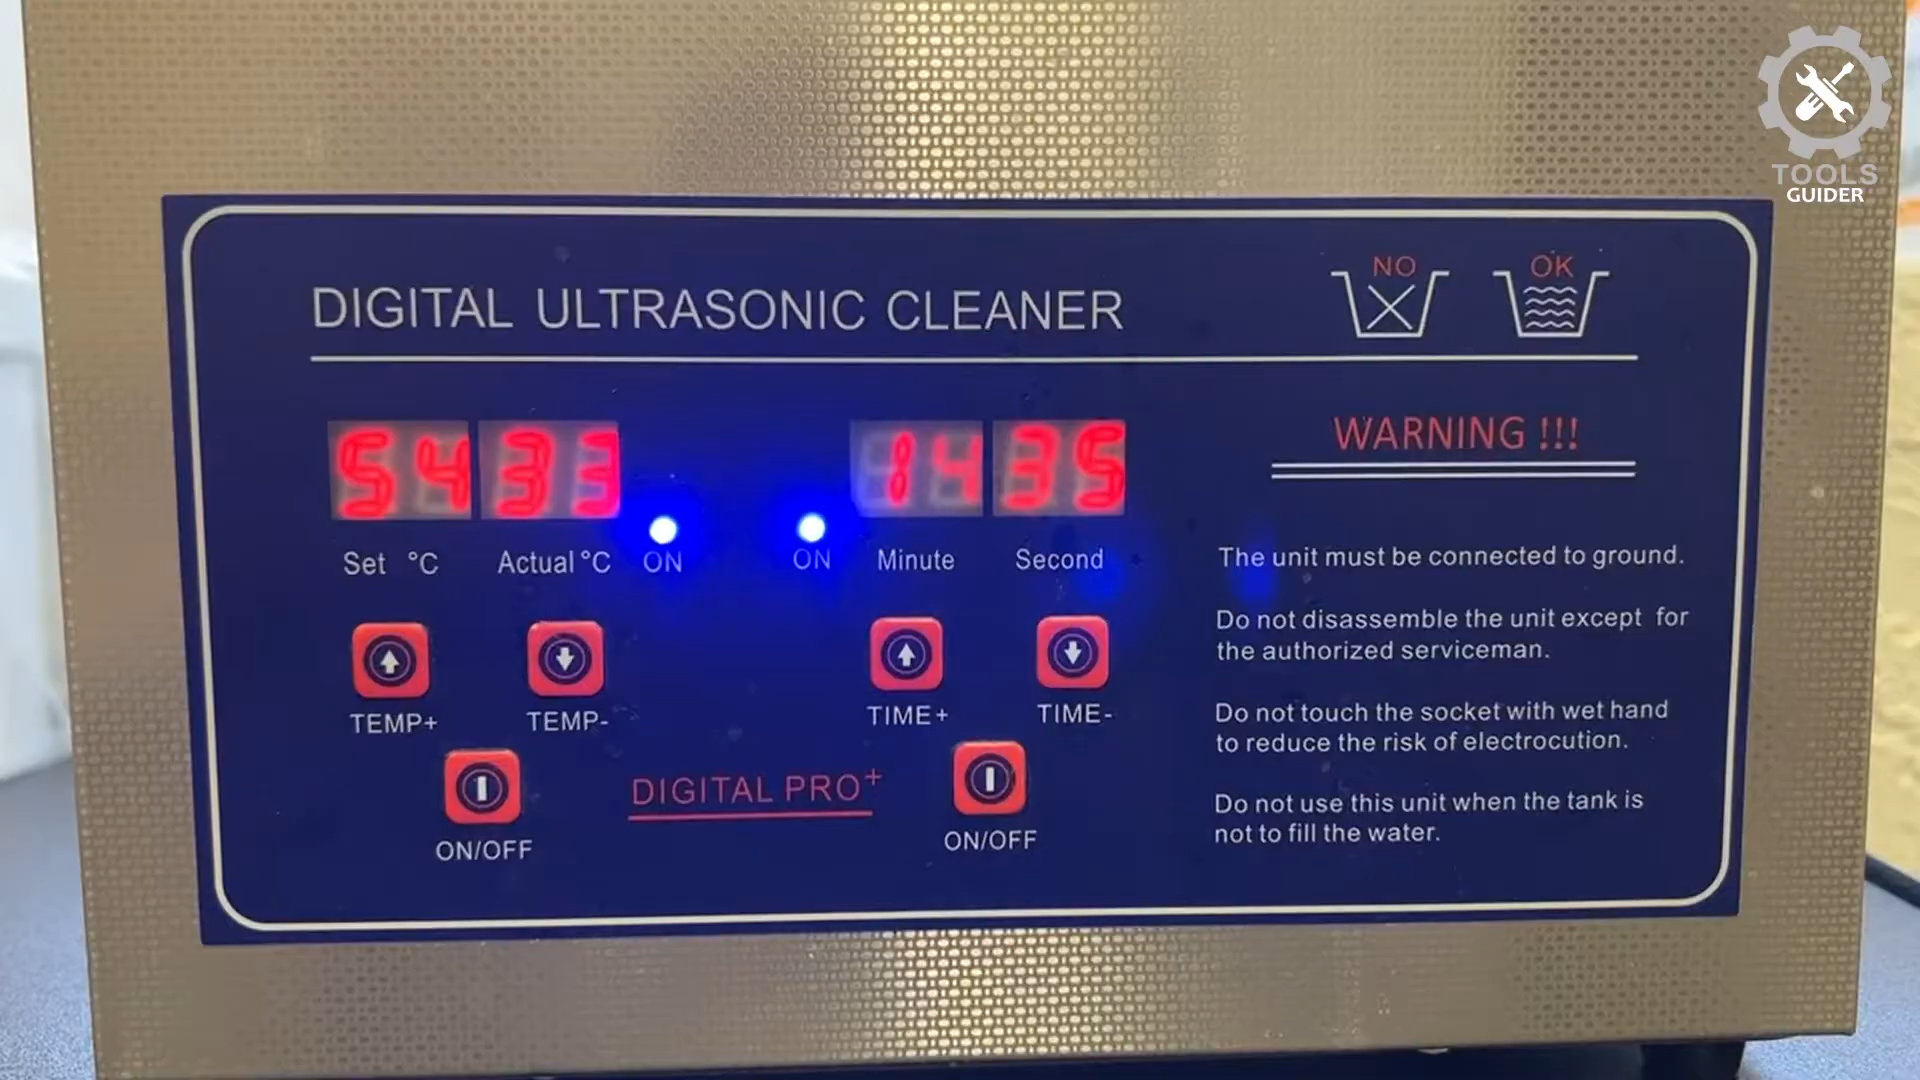 TOOLS
GUIDER
NO OK
DIGITAL ULTRASONIC CLEANER
54 33 14 35
WARNING !!!
Set °C Actual °C ON ON Minute Second
The unit must be connected to ground.
Do not disassemble the unit except for
the authorized serviceman.
TEMP+ TEMP- TIME+ TIME-
Do not touch the socket with wet hand
to reduce the risk of electrocution.
DIGITAL PRO+
ON/OFF ON/OFF
Do not use this unit when the tank is
not to fill the water.